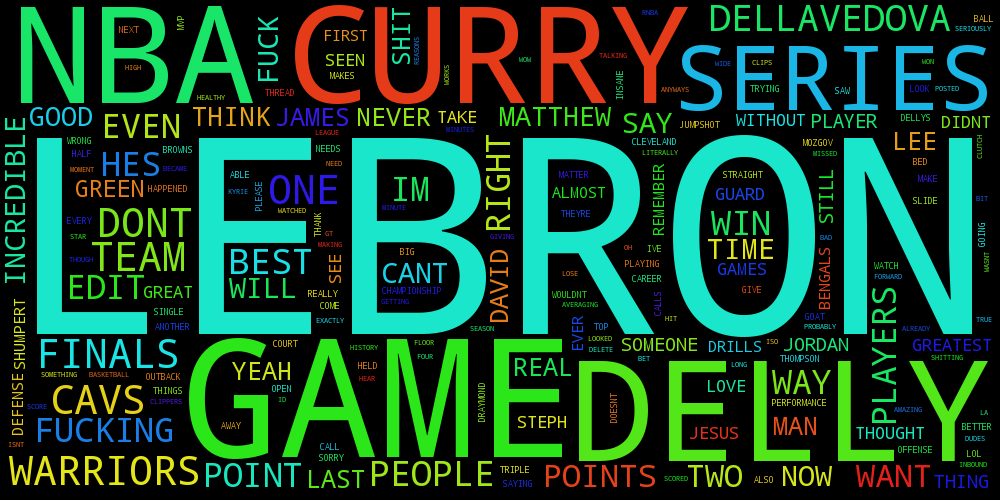 NBA
CURRY
SERIES
DELLAVEDOVA
BALL
SERIOUSLY
NEXT
MVP
HIGH
HEALTHY
FUCK
FIRST
SEEN
MAKES
THREAD
SHIT
REASONS
WORKS
WOW
TALKING
RNBA
INSANE
ANYWAYS
WIDE
CLIPS
TRYING
SAW
WON
LOOK
POSTED
DELLYS
GOOD
EVEN
THINK
JAMES
NEVER
TAKE
MINUTES
MATTHEW
SAY
JUMPSHOT
WITHOUT
PLAYER
DIDNT
INCREDIBLE
WRONG
HALF
BROWNS
MOMENT
HES
BECAME
GREEN
HAPPENED
EVERY
STAR
DONT
THOUGH
TEAM
EDIT
GREAT
SINGLE
ANOTHER
LEBRON
LEAGUE
NEEDS
NEED
ABLE
KYRIE
PLEASE
ONE
MATCHED
THANK
GT
MAKING
BEST
WILL
SEE
REALLY
COME
EXACTLY
IM
MINUTE
BIG
CANT
CHAMPIONSHIP
GETTING
SEASON
RIGHT
GIVING
DAVID
CLEVELAND
LITERALLY
MATTER
ALMOST
THEYRE
REMEMBER
OH
IVE
PLAYING
LOSE
CAREER
WOULDNT
AVERAGING
CALLS
HIT
EVER
TOP
LOOKED
DELETE
SOMEONE
BET
STRAIGHT
GUARD
WIN
TIME
GAMES
GIVE
MOZGOV
MISSED
STILL
BAD
BENGALS
GOAT
PROBABLY
LEE
BED
MAKE
SLIDE
CLUTCH
BIT
GOING
WASNT
WATCH
FORWARD
TRUE
ALREADY
GREATEST
SHITTING
DRILLS
ISO
JORDAN
THOMPSON
LONG
PLAYERS
SHUMPERT
DEFENSE
FINALS
SOMETHING
BASKETBALL
OUTBACK
THINGS
CAVS
CLIPPERS
SCORE
FUCKING
ISNT
WARRIORS
GAME
COURT
HISTORY
FLOOR
FOUR
YEAH
HELD
HEAR
OPEN
ID
AWAY
CALL
SORRY
DRAYMOND
REAL
STEPH
DELLY
DOESNT
LOVE
JESUS
WAY
PERFORMANCE
MAN
THOUGHT
OFFENSE
AMAZING
LA
BETTER
DUDES
LOL
INBOUND
POINT
LAST
PEOPLE
TRIPLE
SAYING
POINTS
SCORED
TWO
ALSO
NOW
WANT
THING